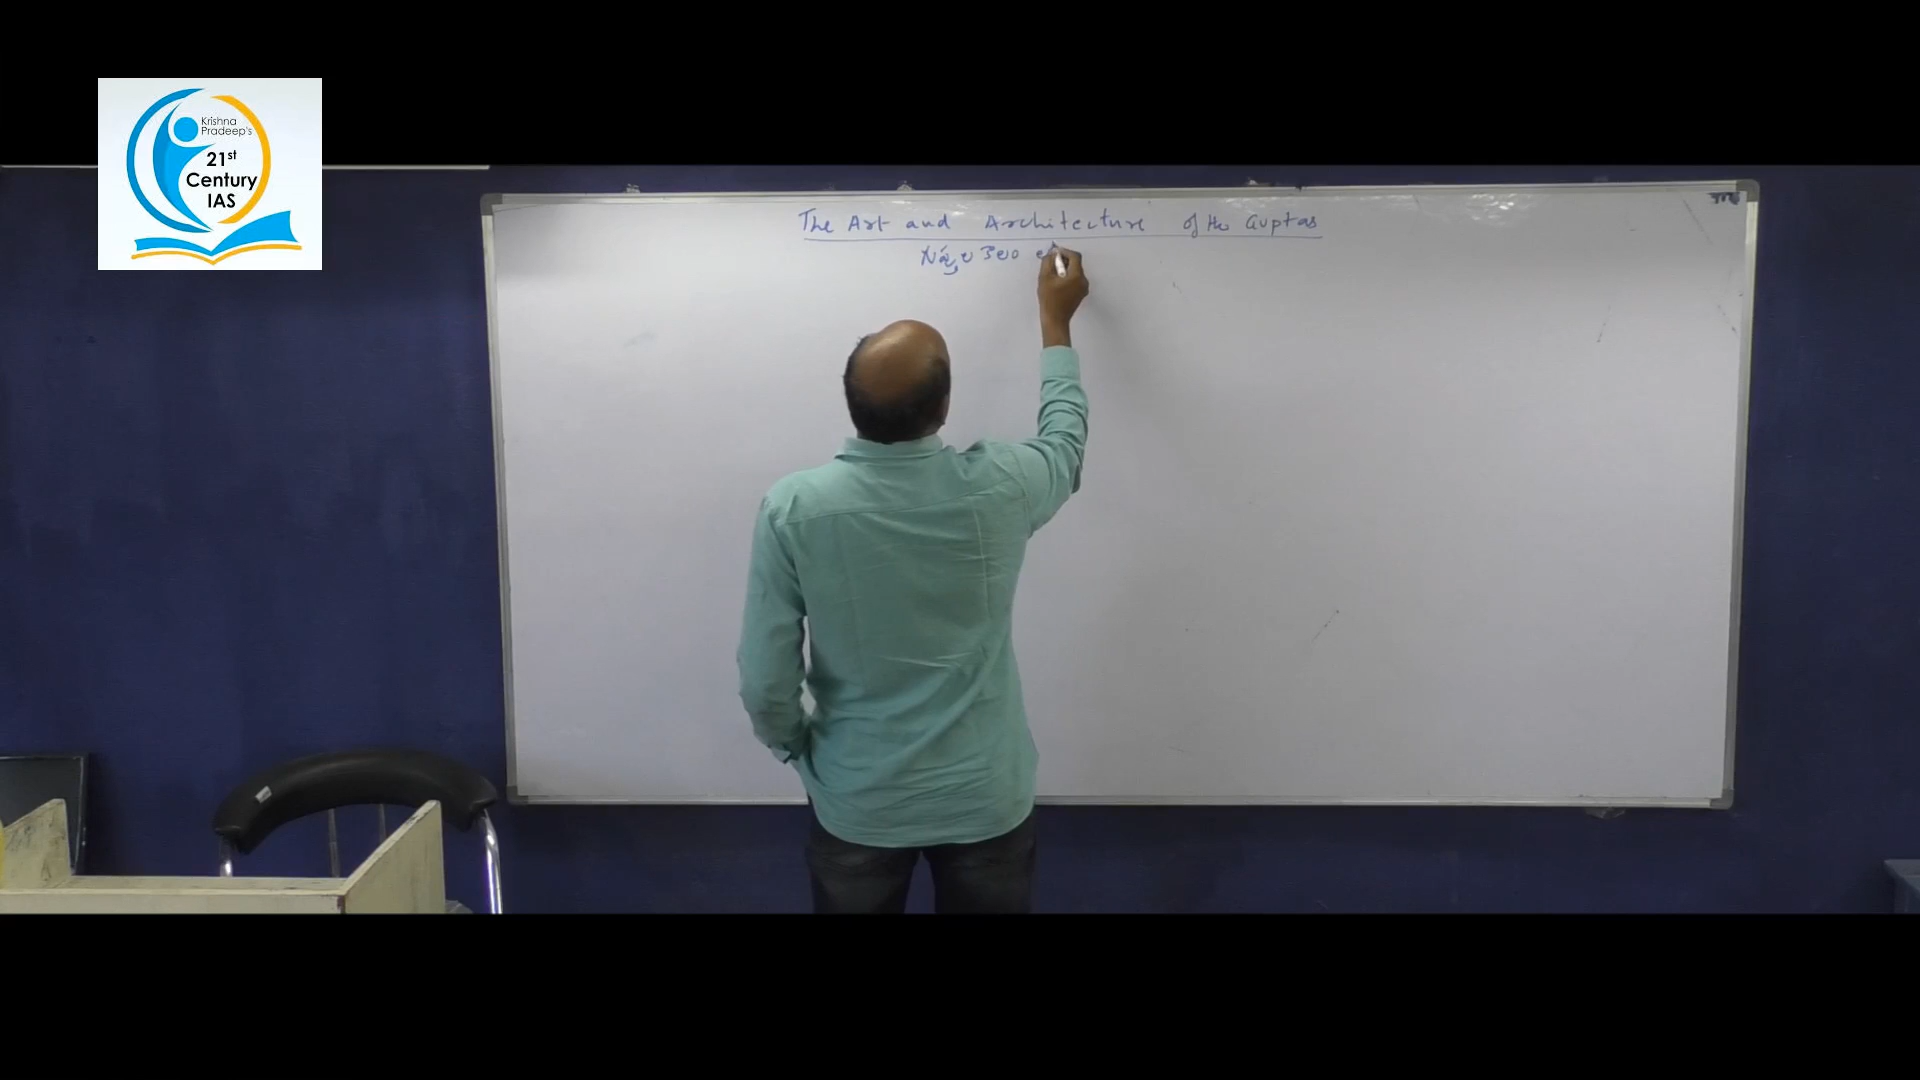 Krishna
Pradeep's
21st
Century
IAS
The Art and Architecture of the Guptas
గుప్తుల